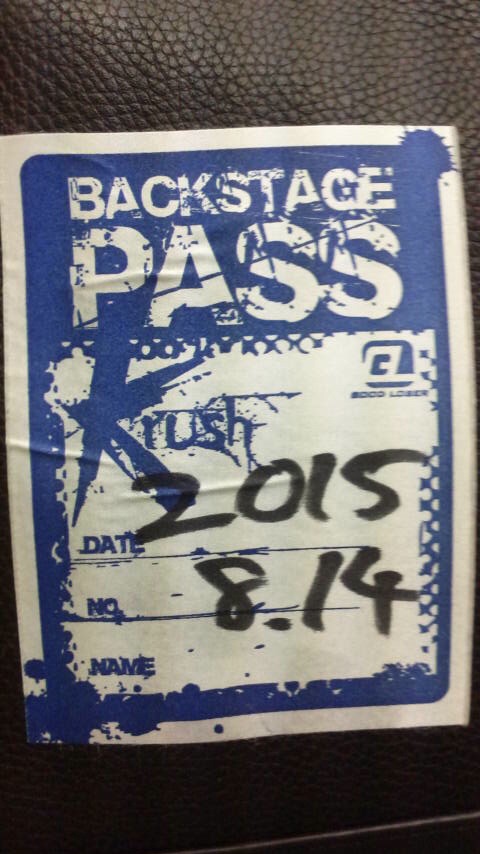 BACKSTAGE
PASS
GOOD LOSER
Krush
2015
DATE
8.14
NO.
NAME